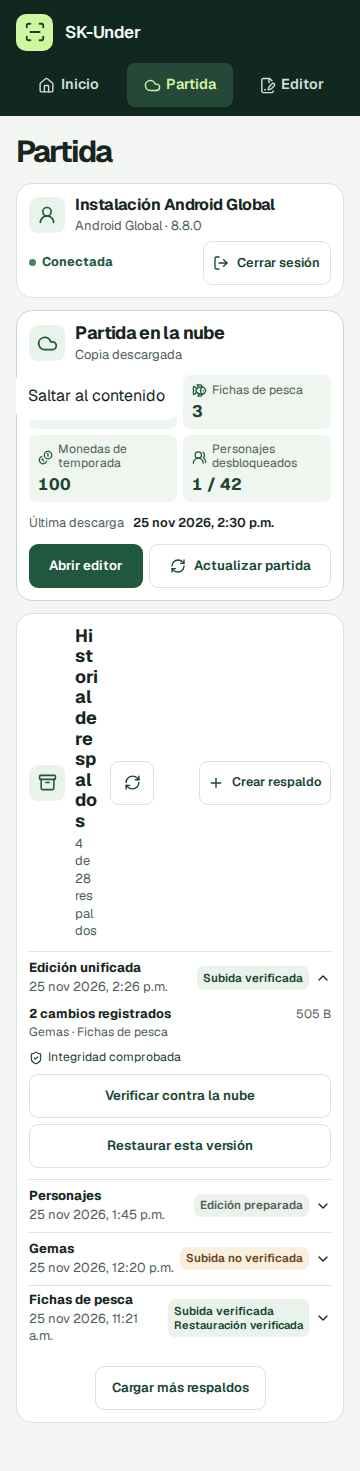 SK-Under
Inicio
Partida
Editor
Partida
Instalación Android Global
Android Global · 8.8.0
Conectada
Cerrar sesión
Partida en la nube
Copia descargada
Saltar al contenido
Fichas de pesca
3
Monedas de
temporada
100
Personajes
desbloqueados
1 / 42
Última descarga 25 nov 2026, 2:30 p.m.
Abrir editor
Actualizar partida
Hi
st
ori
al
de
re
sp
al
do
s
4
de
28
res
pal
dos
Crear respaldo
Edición unificada
25 nov 2026, 2:26 p.m.
Subida verificada
2 cambios registrados
505 B
Gemas · Fichas de pesca
Integridad comprobada
Verificar contra la nube
Restaurar esta versión
Personajes
25 nov 2026, 1:45 p.m.
Edición preparada
Gemas
25 nov 2026, 12:20 p.m.
Subida no verificada
Fichas de pesca
25 nov 2026, 11:21
a.m.
Subida verificada
Restauración verificada
Cargar más respaldos